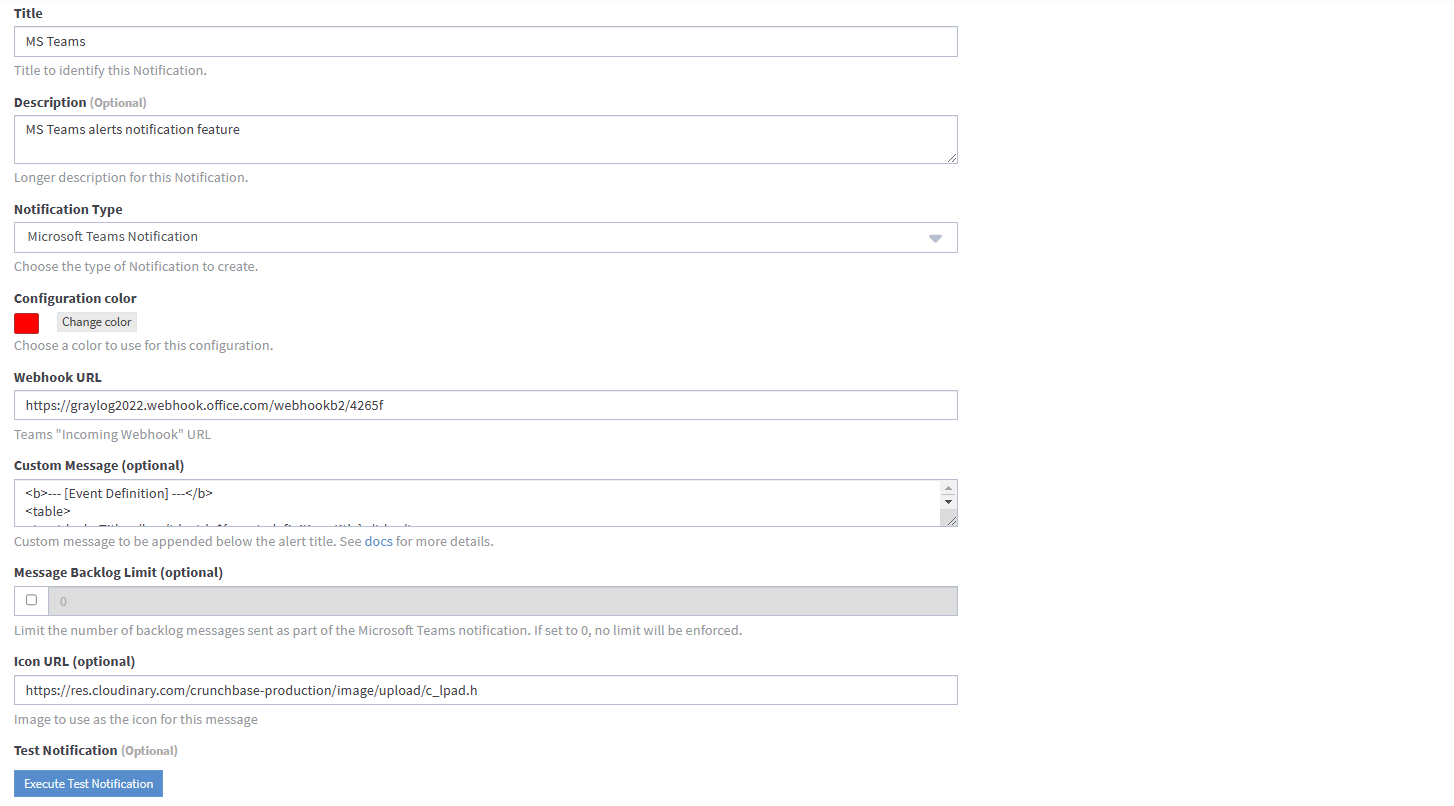 Title
MS Teams
Title to identify this Notification.
Description (Optional)
MS Teams alerts notification feature
Longer description for this Notification.
Notification Type
Microsoft Teams Notification
Choose the type of Notification to create.
Configuration color
Change color
Choose a color to use for this configuration.
Webhook URL
https://graylog2022.webhook.office.com/webhookb2/4265f
Teams "Incoming Webhook" URL
Custom Message (optional)
<b>--- [Event Definition] ---</b>
<table>
Custom message to be appended below the alert title. See docs for more details.
Message Backlog Limit (optional)
0
Limit the number of backlog messages sent as part of the Microsoft Teams notification. If set to 0, no limit will be enforced.
Icon URL (optional)
https://res.cloudinary.com/crunchbase-production/image/upload/c_lpad.h
Image to use as the icon for this message
Test Notification (Optional)
Execute Test Notification